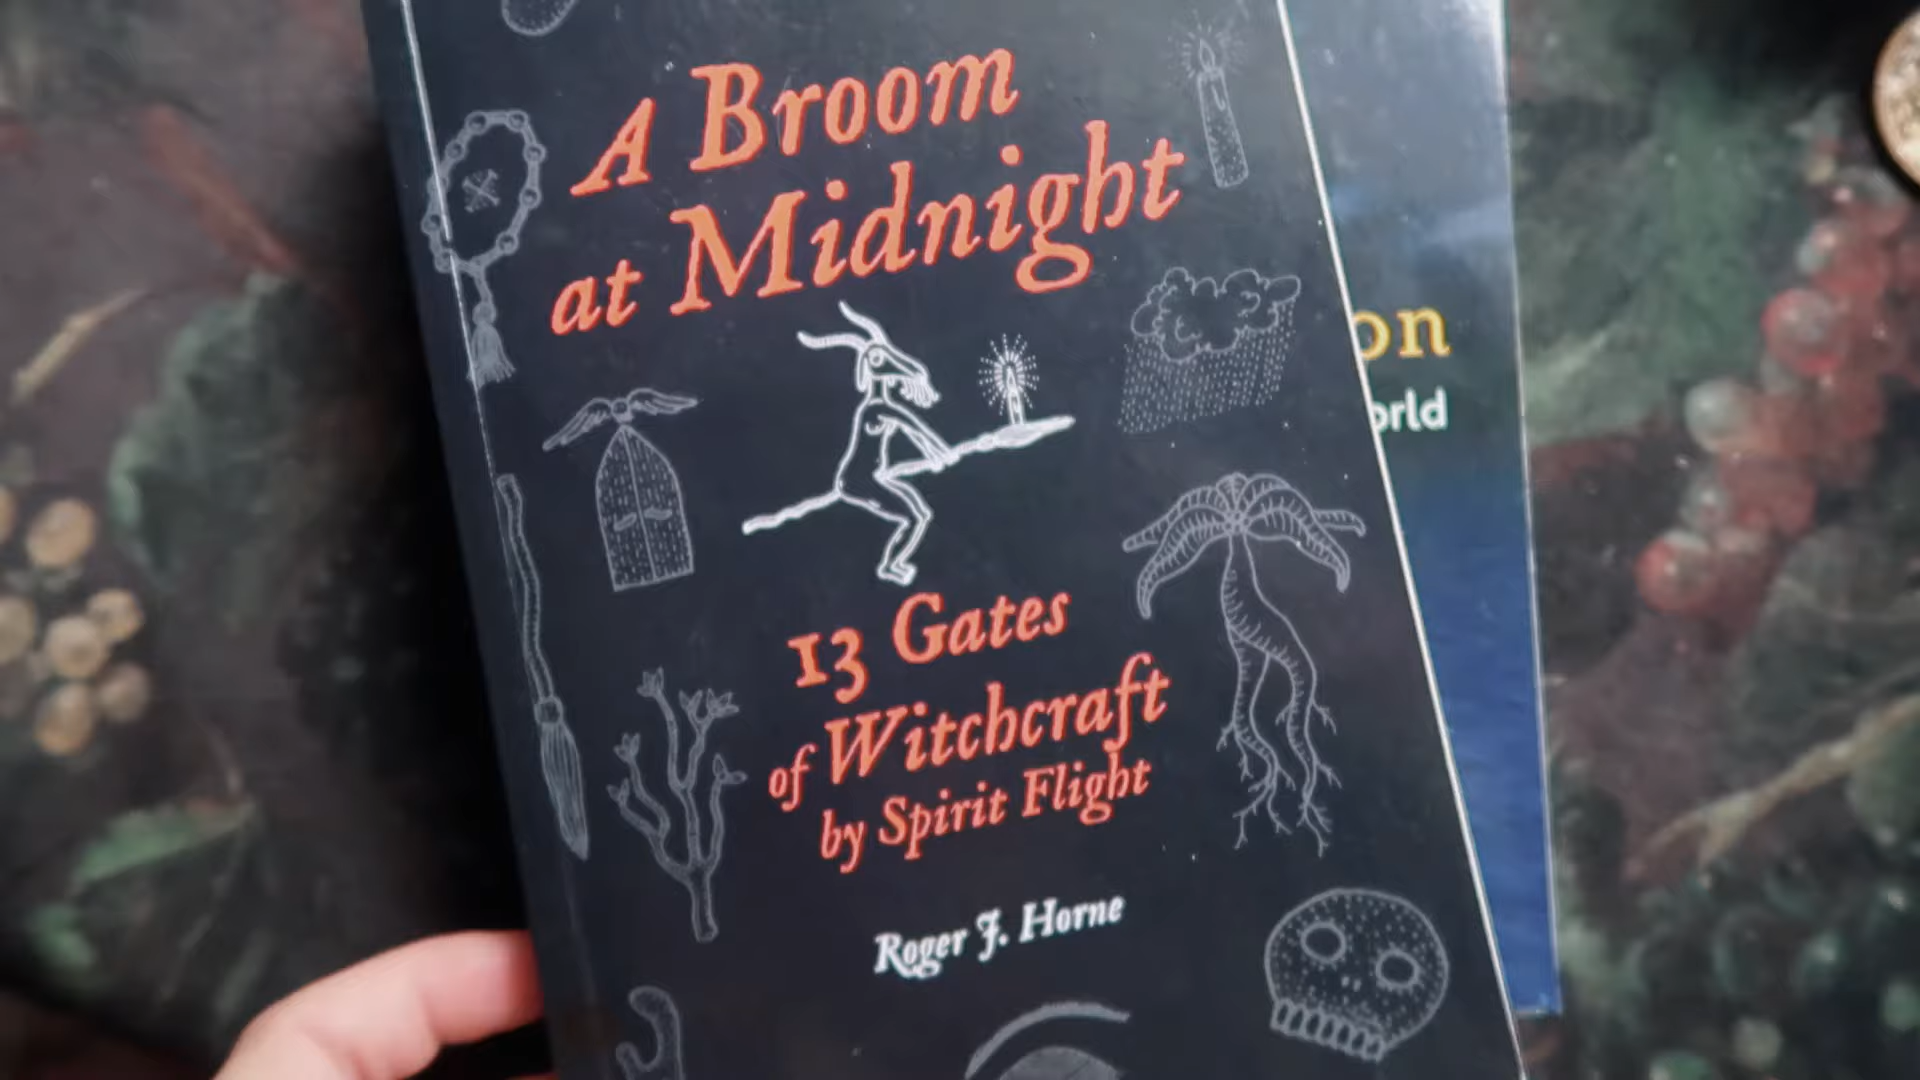 A Broom
at Midnight
13 Gates
of Witchcraft
by Spirit Flight
Roger J. Horne
on
orld